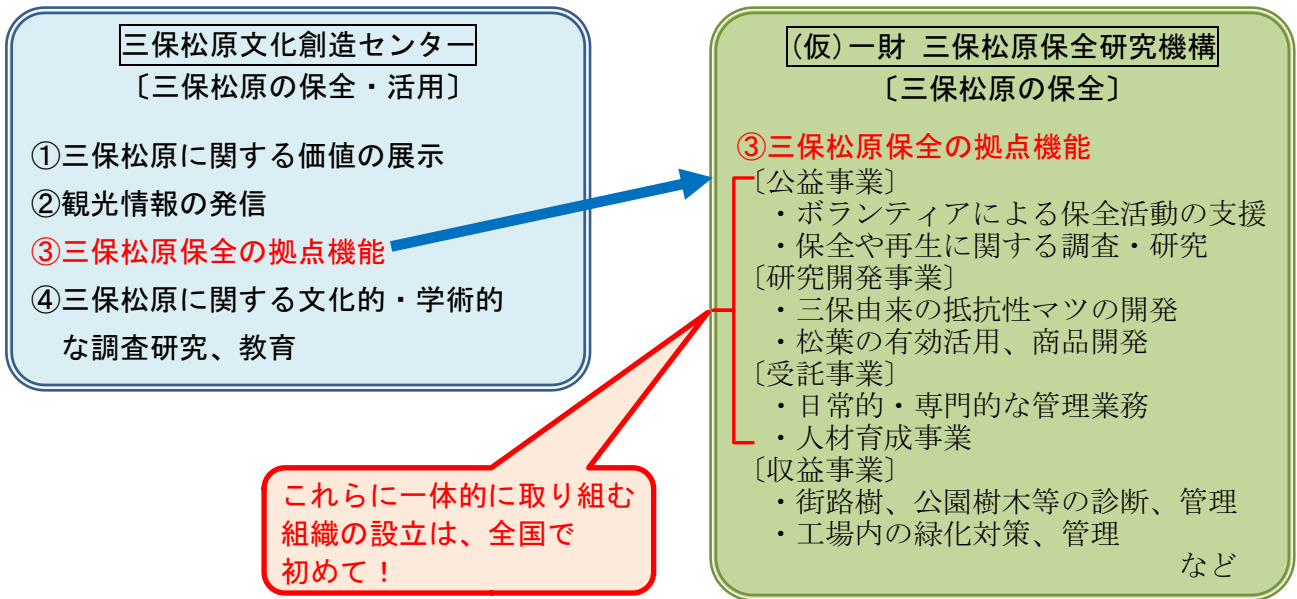 三保松原文化創造センター
〔三保松原の保全・活用〕
①三保松原に関する価値の展示
②観光情報の発信
③三保松原保全の拠点機能
④三保松原に関する文化的・学術的
な調査研究、教育
これらに一体的に取り組む
組織の設立は、全国で
初めて！
(仮)一財 三保松原保全研究機構
〔三保松原の保全〕
③三保松原保全の拠点機能
〔公益事業〕
・ボランティアによる保全活動の支援
・保全や再生に関する調査・研究
〔研究開発事業〕
・三保由来の抵抗性マツの開発
・松葉の有効活用、商品開発
〔受託事業〕
・日常的・専門的な管理業務
・人材育成事業
〔収益事業〕
・街路樹、公園樹木等の診断、管理
・工場内の緑化対策、管理
など